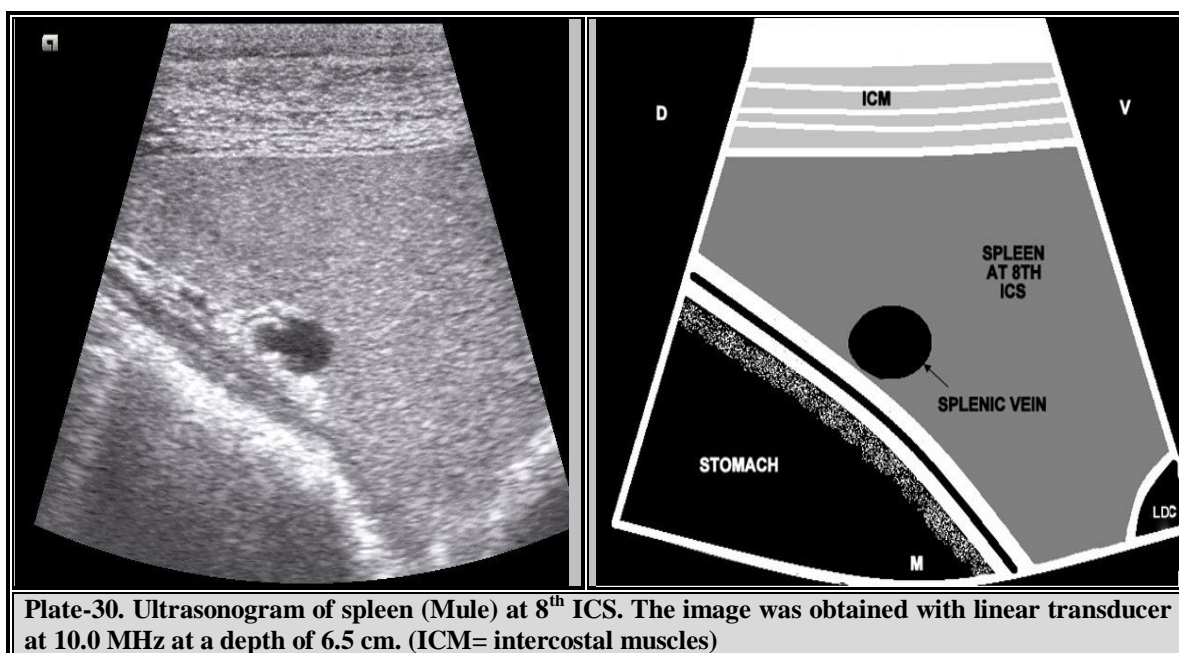 ICM
D
V
SPLEEN
AT 8TH
ICS
SPLENIC VEIN
STOMACH
LDC
M
Plate-30. Ultrasonogram of spleen (Mule) at 8th ICS. The image was obtained with linear transducer
at 10.0 MHz at a depth of 6.5 cm. (ICM= intercostal muscles)